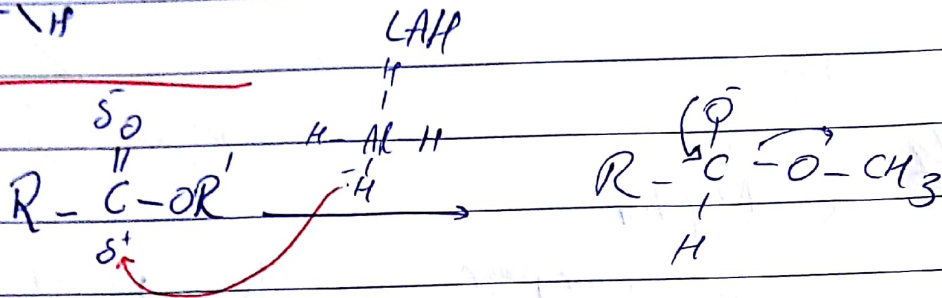 \H
LAH
H
δ⁻O O⁻
|| H–Al–H |
R – C – OR' :⁻H R – C – O – CH₃
δ⁺ H